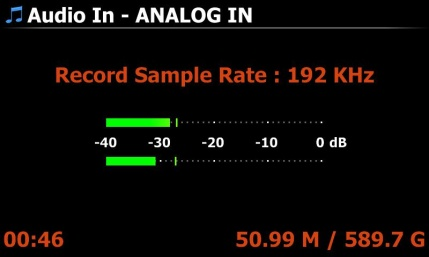 Audio In - ANALOG IN
Record Sample Rate : 192 KHz
-40 -30 -20 -10 0 dB
00:46 50.99 M / 589.7 G